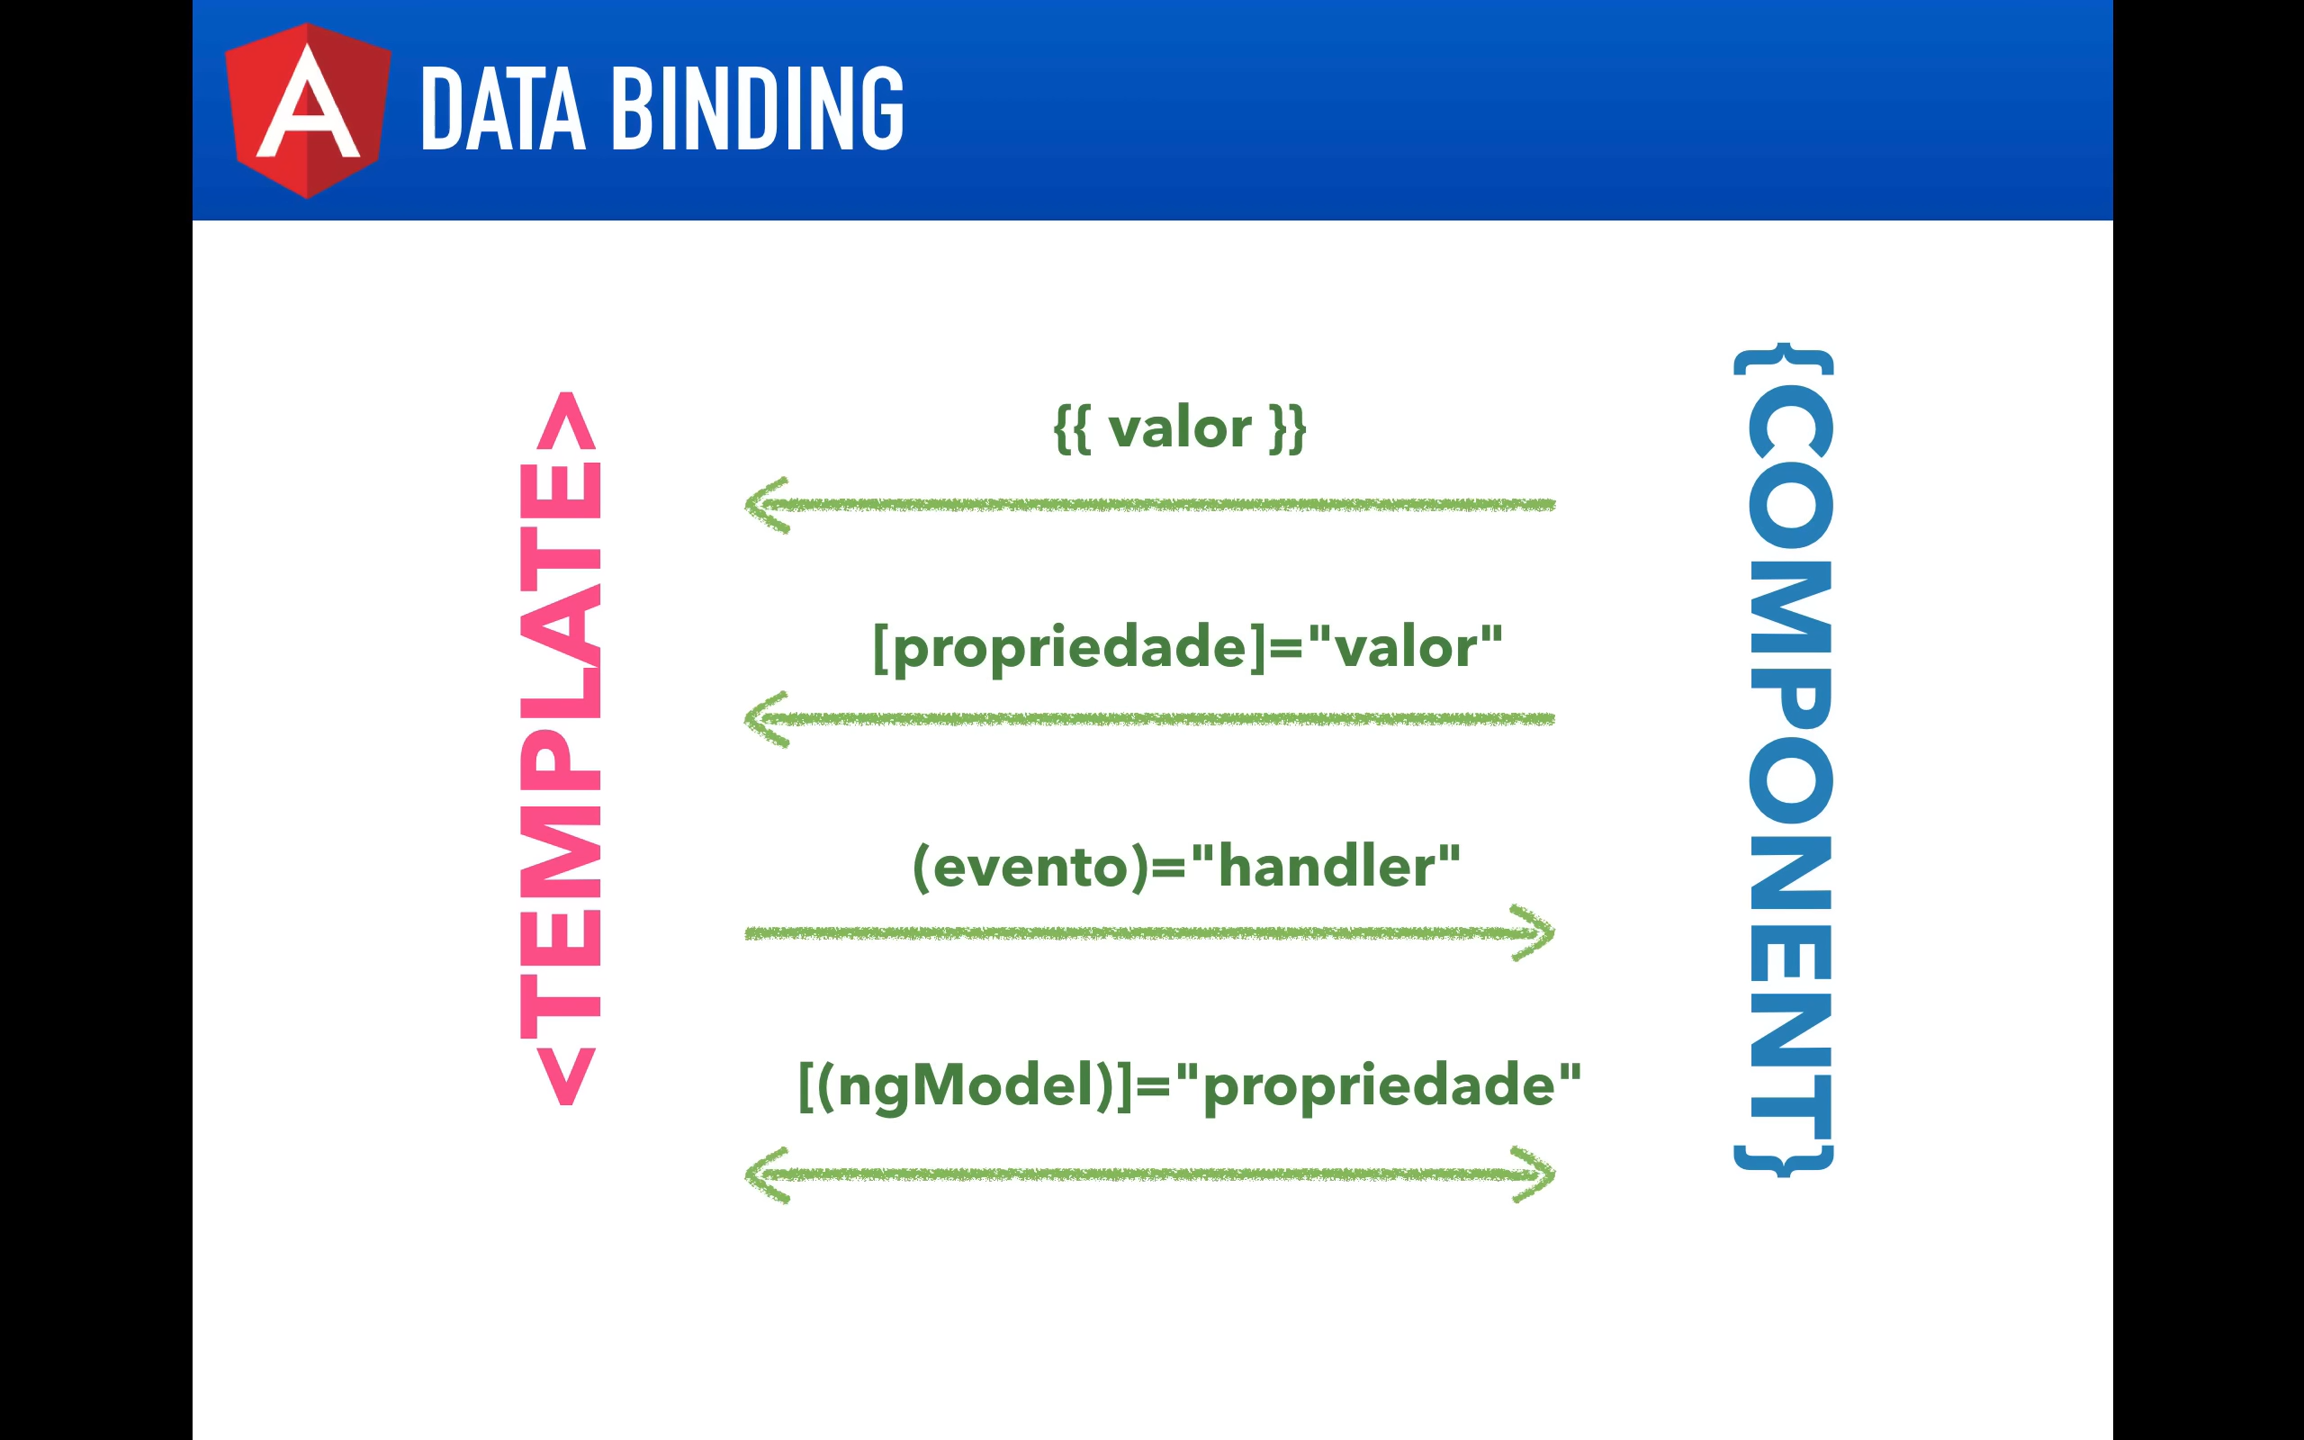 DATA BINDING
<TEMPLATE>
{{ valor }}
[propriedade]="valor"
(evento)="handler"
[(ngModel)]="propriedade"
{COMPONENT}